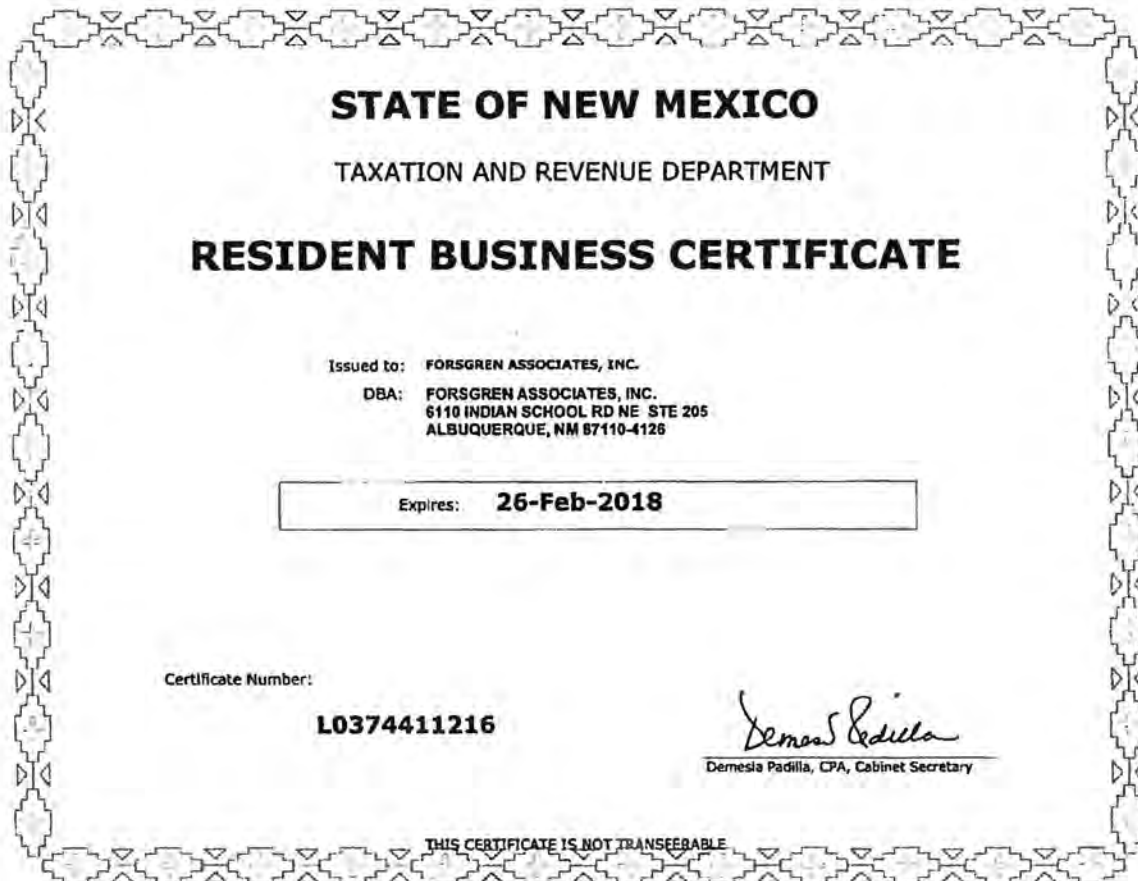 STATE OF NEW MEXICO
TAXATION AND REVENUE DEPARTMENT
RESIDENT BUSINESS CERTIFICATE
Issued to: FORSGREN ASSOCIATES, INC.
DBA: FORSGREN ASSOCIATES, INC.
6110 INDIAN SCHOOL RD NE STE 205
ALBUQUERQUE, NM 87110-4126
Expires: 26-Feb-2018
Certificate Number:
L0374411216
Demesia Padilla
Demesia Padilla, CPA, Cabinet Secretary
THIS CERTIFICATE IS NOT TRANSFERABLE